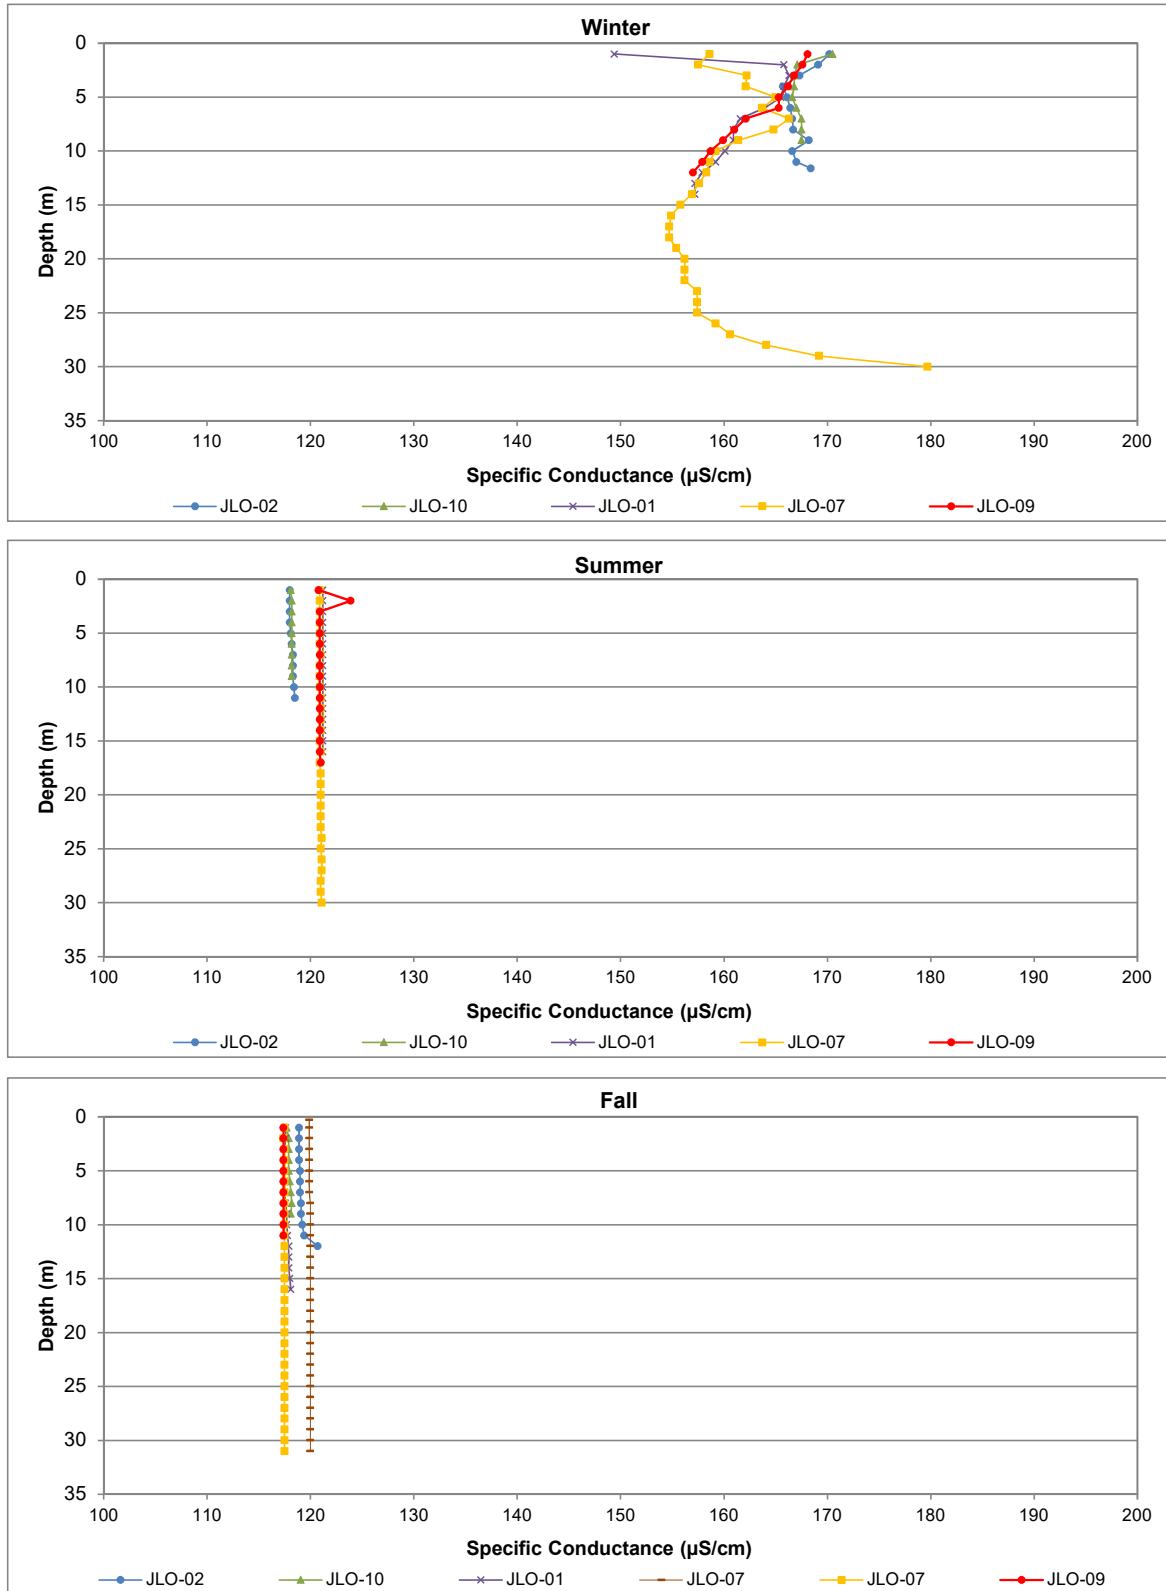 Winter
0
5
10
15
20
25
30
35
Depth (m)
100 110 120 130 140 150 160 170 180 190 200
Specific Conductance (µS/cm)
JLO-02 JLO-10 JLO-01 JLO-07 JLO-09
Summer
0
5
10
15
20
25
30
35
Depth (m)
100 110 120 130 140 150 160 170 180 190 200
Specific Conductance (µS/cm)
JLO-02 JLO-10 JLO-01 JLO-07 JLO-09
Fall
0
5
10
15
20
25
30
35
Depth (m)
100 110 120 130 140 150 160 170 180 190 200
Specific Conductance (µS/cm)
JLO-02 JLO-10 JLO-01 JLO-07 JLO-07 JLO-09